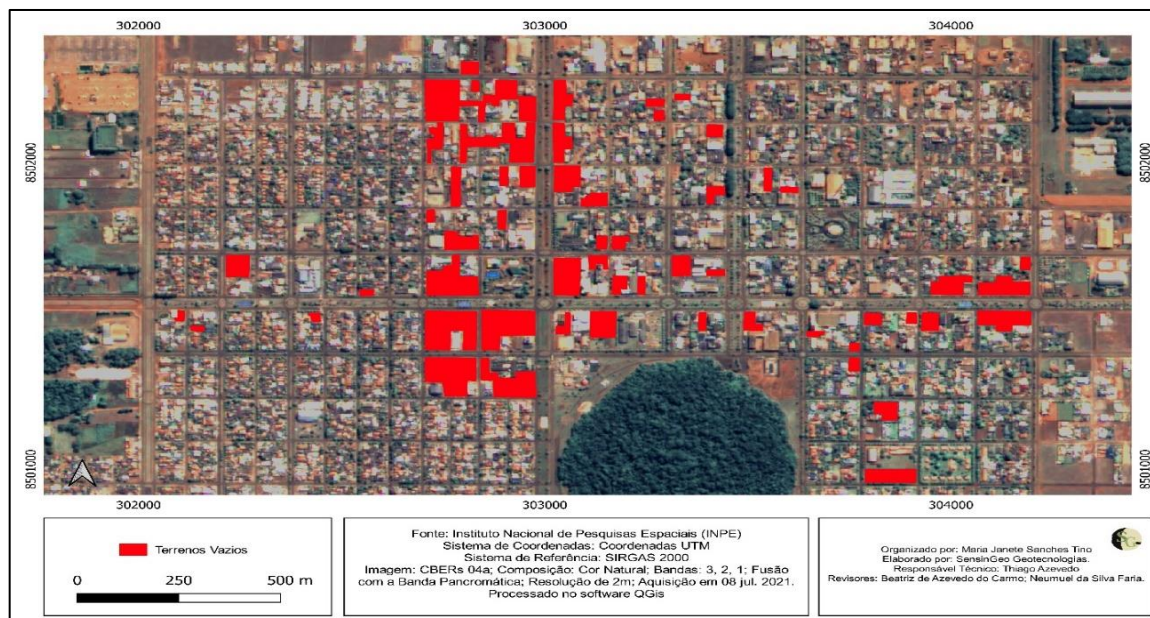 302000
303000
304000
8502000
8502000
8501000
8501000
302000
303000
304000
Terrenos Vazios
0
250
500 m
Fonte: Instituto Nacional de Pesquisas Espaciais (INPE)
Sistema de Coordenadas: Coordenadas UTM
Sistema de Referência: SIRGAS 2000
Imagem: CBERs 04a; Composição: Cor Natural; Bandas: 3, 2, 1; Fusão
com a Banda Pancromática; Resolução de 2m; Aquisição em 08 jul. 2021.
Processado no software QGis
Organizado por: Maria Janete Sanches Tino
Elaborado por: SensinGeo Geotecnologias.
Responsável Técnico: Thiago Azevedo
Revisores: Beatriz de Azevedo do Carmo; Neumuel da Silva Faria.